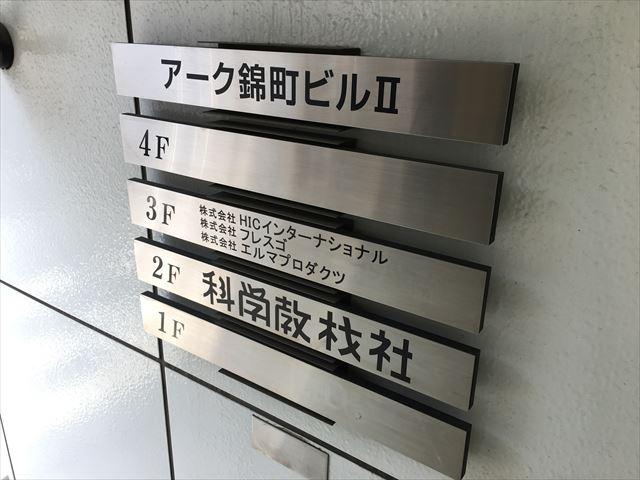 アーク錦町ビルⅡ
4F
3F
株式会社 HICインターナショナル
株式会社 フレスゴ
株式会社 エルマプロダクツ
2F 科学教材社
1F